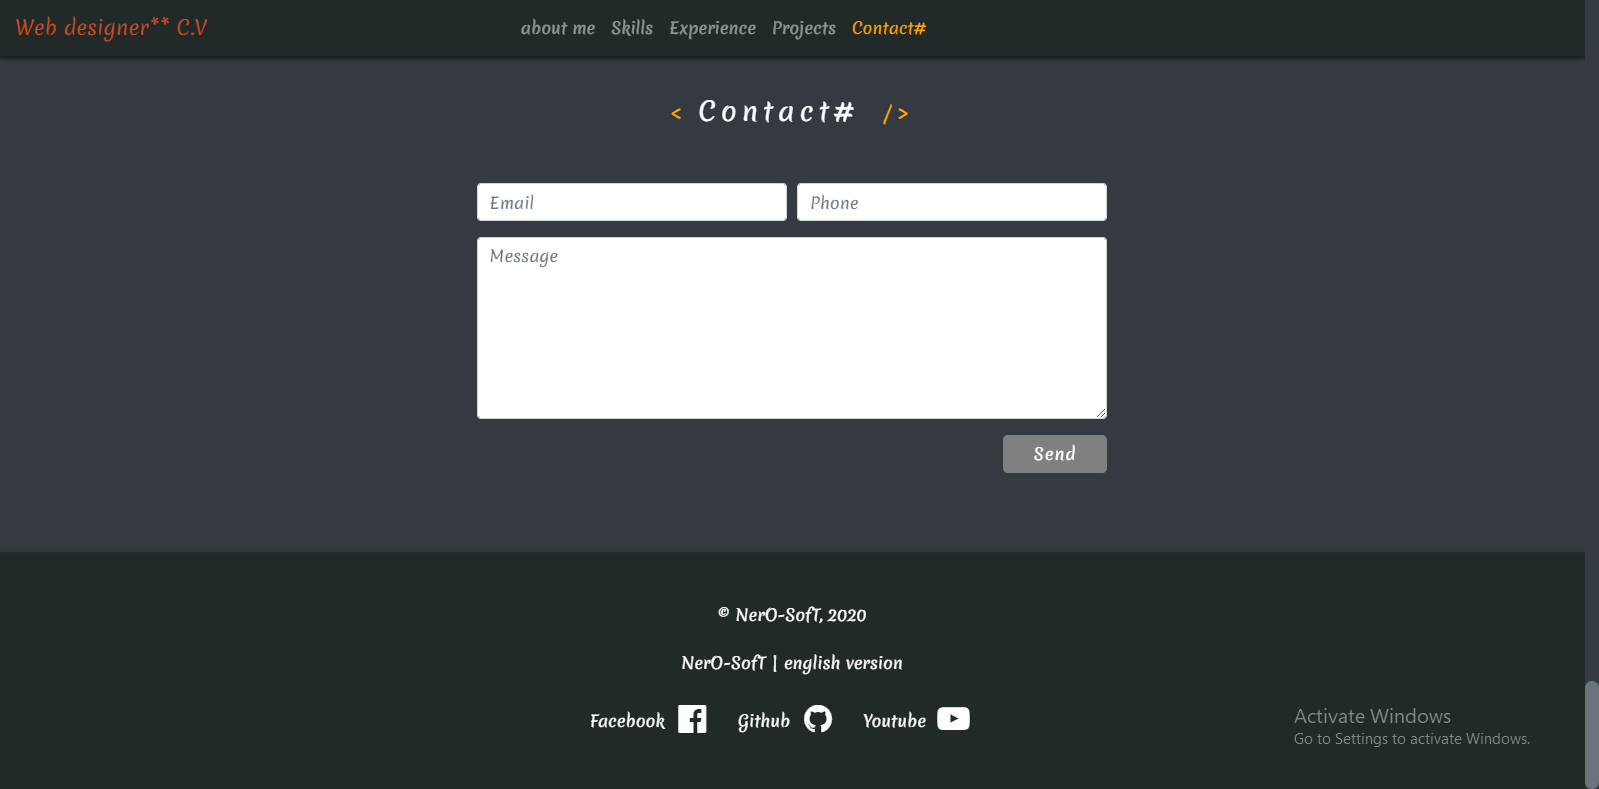 Web designer** C.V
about me Skills Experience Projects Contact#
< Contact# />
Email Phone
Message
Send
© NerO-SofT, 2020
NerO-SofT | english version
Facebook Github Youtube
Activate Windows
Go to Settings to activate Windows.